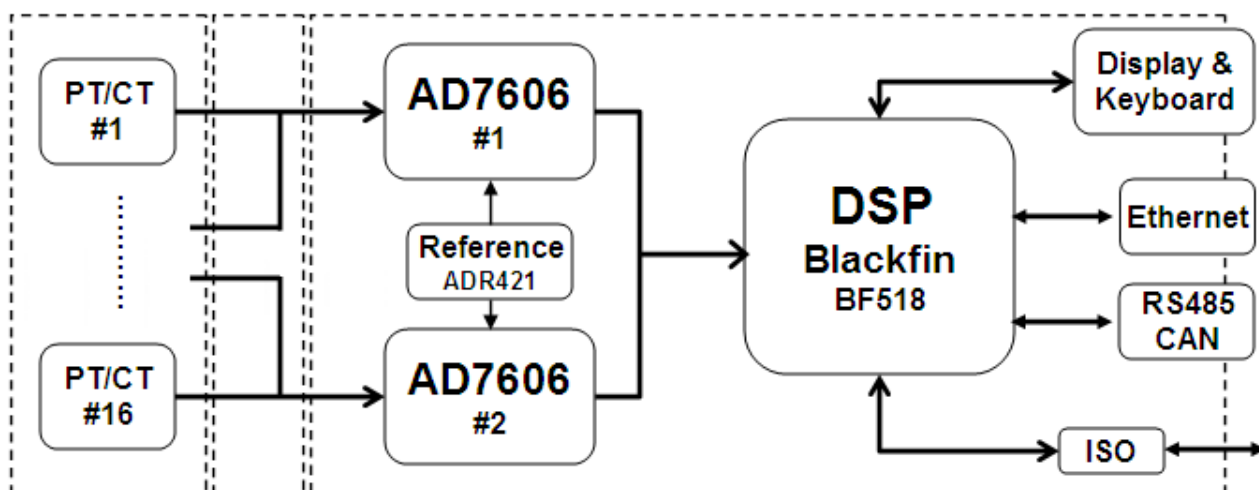 PT/CT
#1
PT/CT
#16
AD7606
#1
Reference
ADR421
AD7606
#2
DSP
Blackfin
BF518
Display &
Keyboard
Ethernet
RS485
CAN
ISO